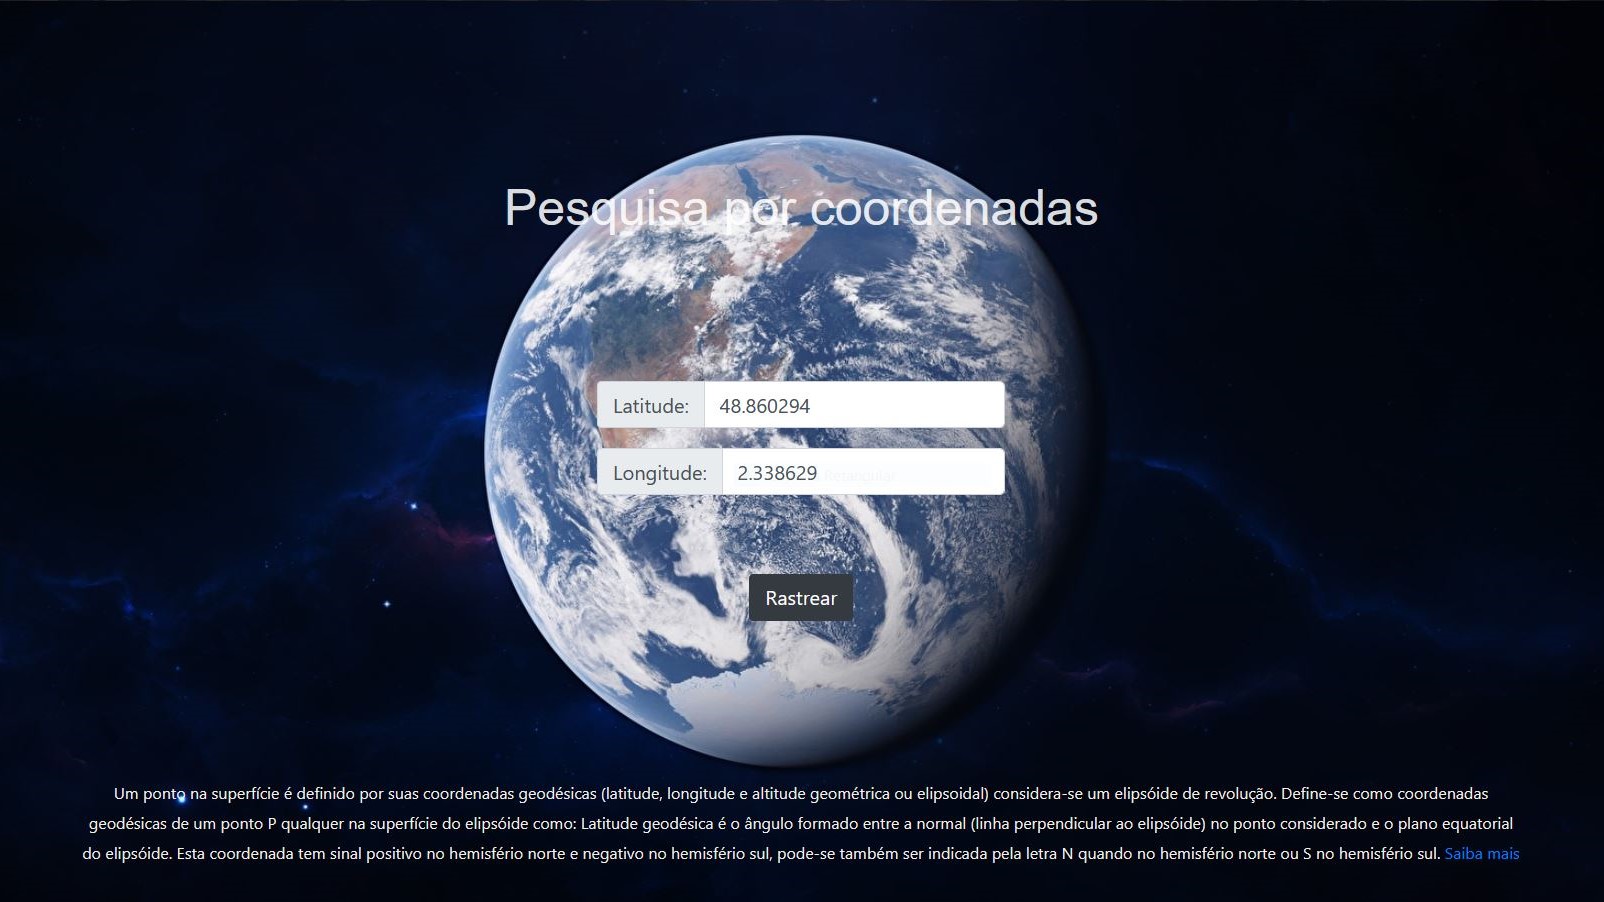 Pesquisa por coordenadas
Latitude: 48.860294
Longitude: 2.338629
Rastrear
Um ponto na superfície é definido por suas coordenadas geodésicas (latitude, longitude e altitude geométrica ou elipsoidal) considera-se um elipsóide de revolução. Define-se como coordenadas
geodésicas de um ponto P qualquer na superfície do elipsóide como: Latitude geodésica é o ângulo formado entre a normal (linha perpendicular ao elipsóide) no ponto considerado e o plano equatorial
do elipsóide. Esta coordenada tem sinal positivo no hemisfério norte e negativo no hemisfério sul, pode-se também ser indicada pela letra N quando no hemisfério norte ou S no hemisfério sul. Saiba mais